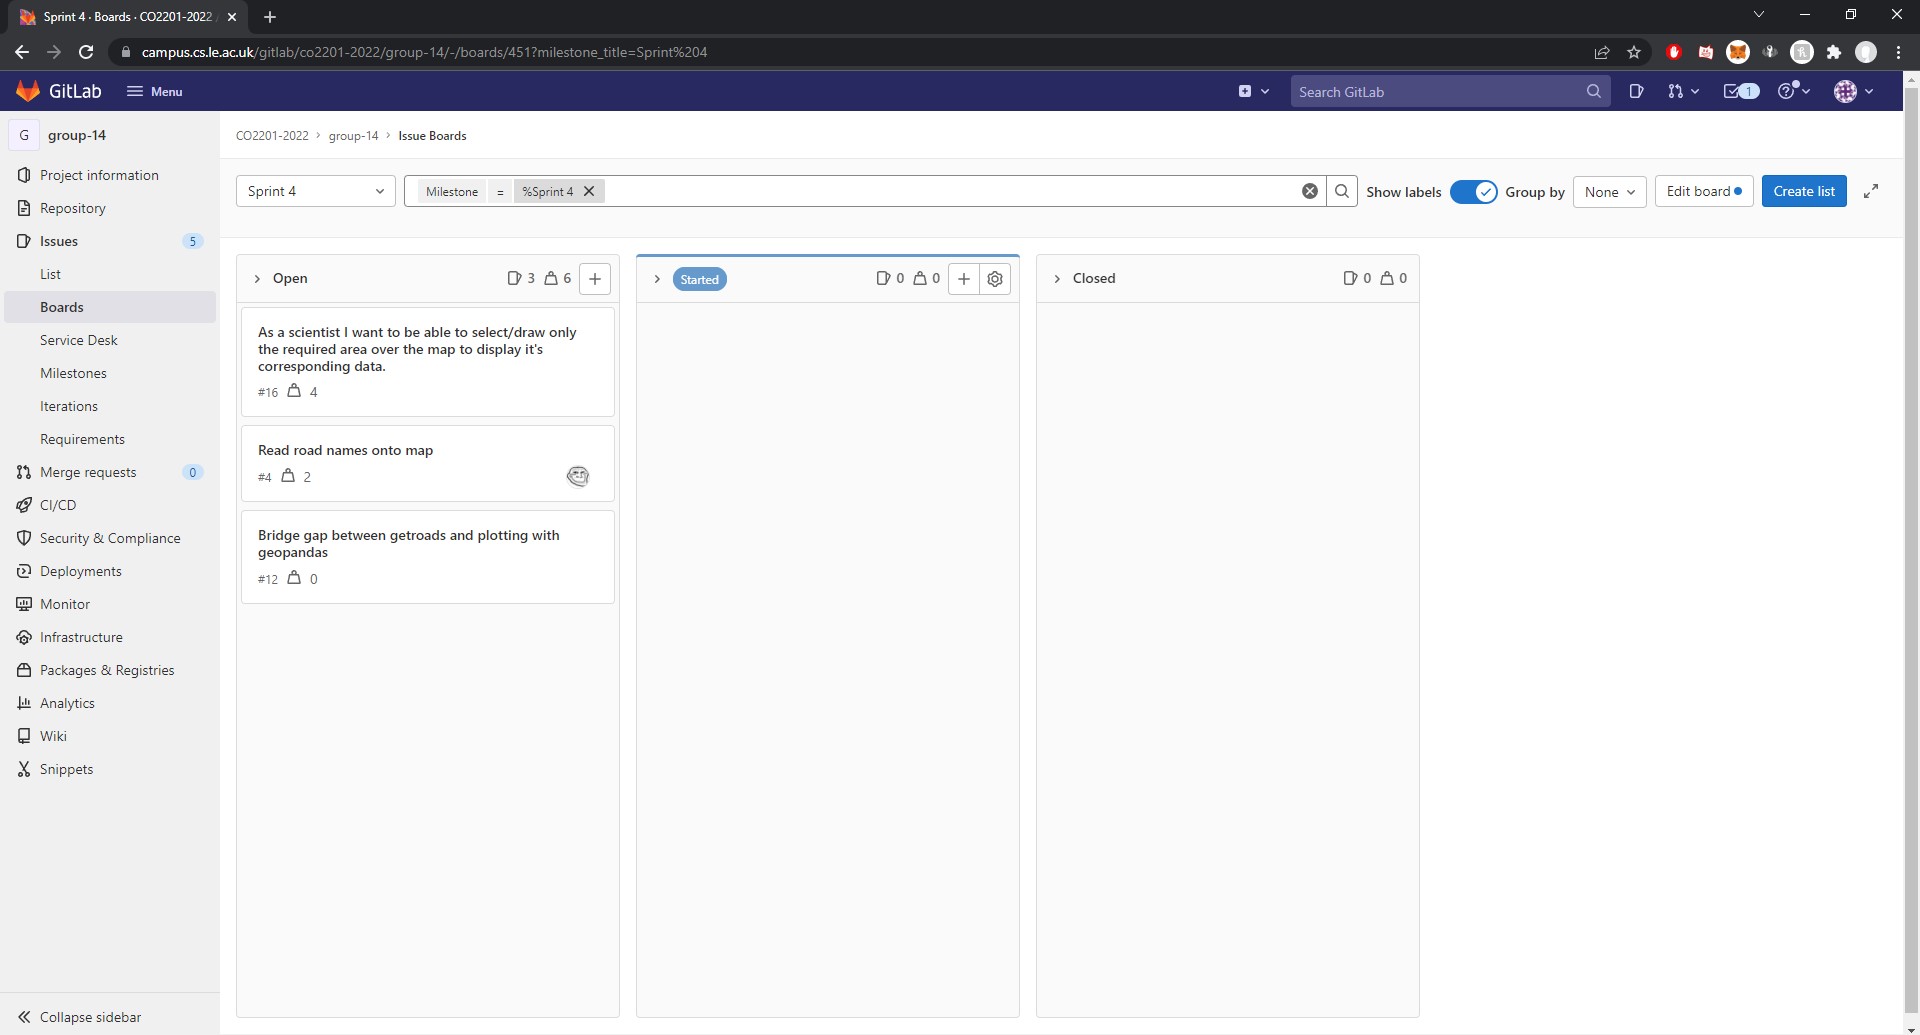 Sprint 4 · Boards · CO2201-2022
campus.cs.le.ac.uk/gitlab/co2201-2022/group-14/-/boards/451?milestone_title=Sprint%204
GitLab
Menu
Search GitLab
1
G
group-14
Project information
Repository
Issues 5
List
Boards
Service Desk
Milestones
Iterations
Requirements
Merge requests 0
CI/CD
Security & Compliance
Deployments
Monitor
Infrastructure
Packages & Registries
Analytics
Wiki
Snippets
Collapse sidebar
CO2201-2022 › group-14 › Issue Boards
Sprint 4
Milestone = %Sprint 4
Show labels
Group by
None
Edit board
Create list
Open 3 6
As a scientist I want to be able to select/draw only
the required area over the map to display it's
corresponding data.
#16 4
Read road names onto map
#4 2
Bridge gap between getroads and plotting with
geopandas
#12 0
Started 0 0
Closed 0 0